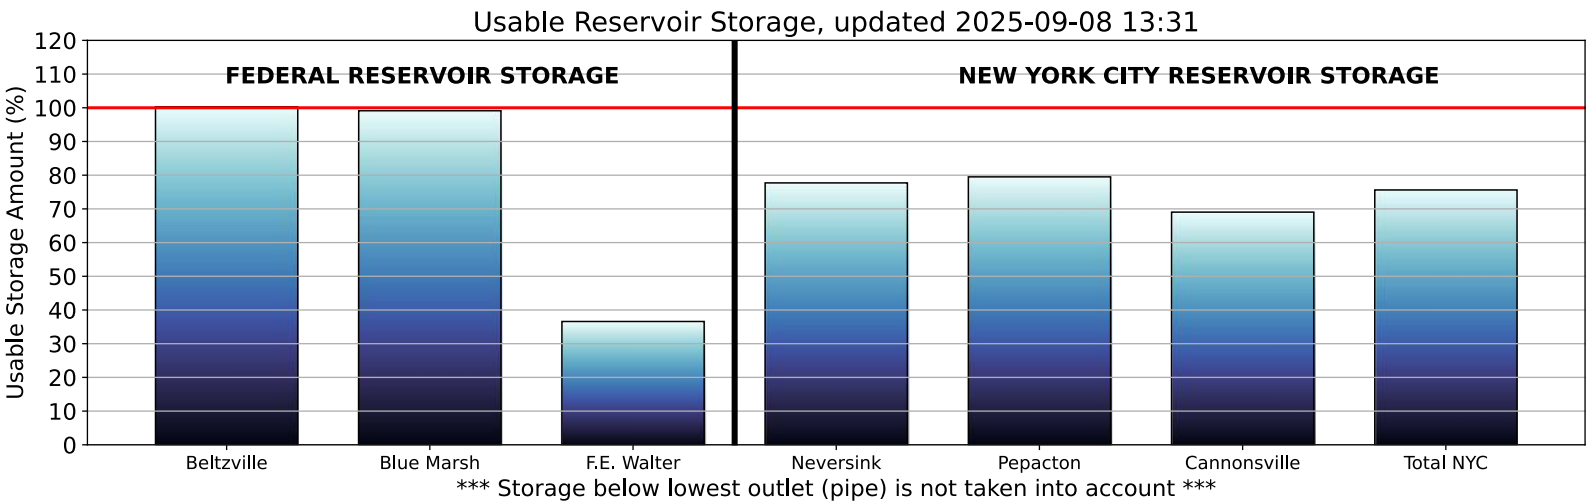 Usable Reservoir Storage, updated 2025-09-08 13:31
FEDERAL RESERVOIR STORAGE
NEW YORK CITY RESERVOIR STORAGE
Usable Storage Amount (%)
120
110
100
90
80
70
60
50
40
30
20
10
0
Beltzville
Blue Marsh
F.E. Walter
Neversink
Pepacton
Cannonsville
Total NYC
*** Storage below lowest outlet (pipe) is not taken into account ***